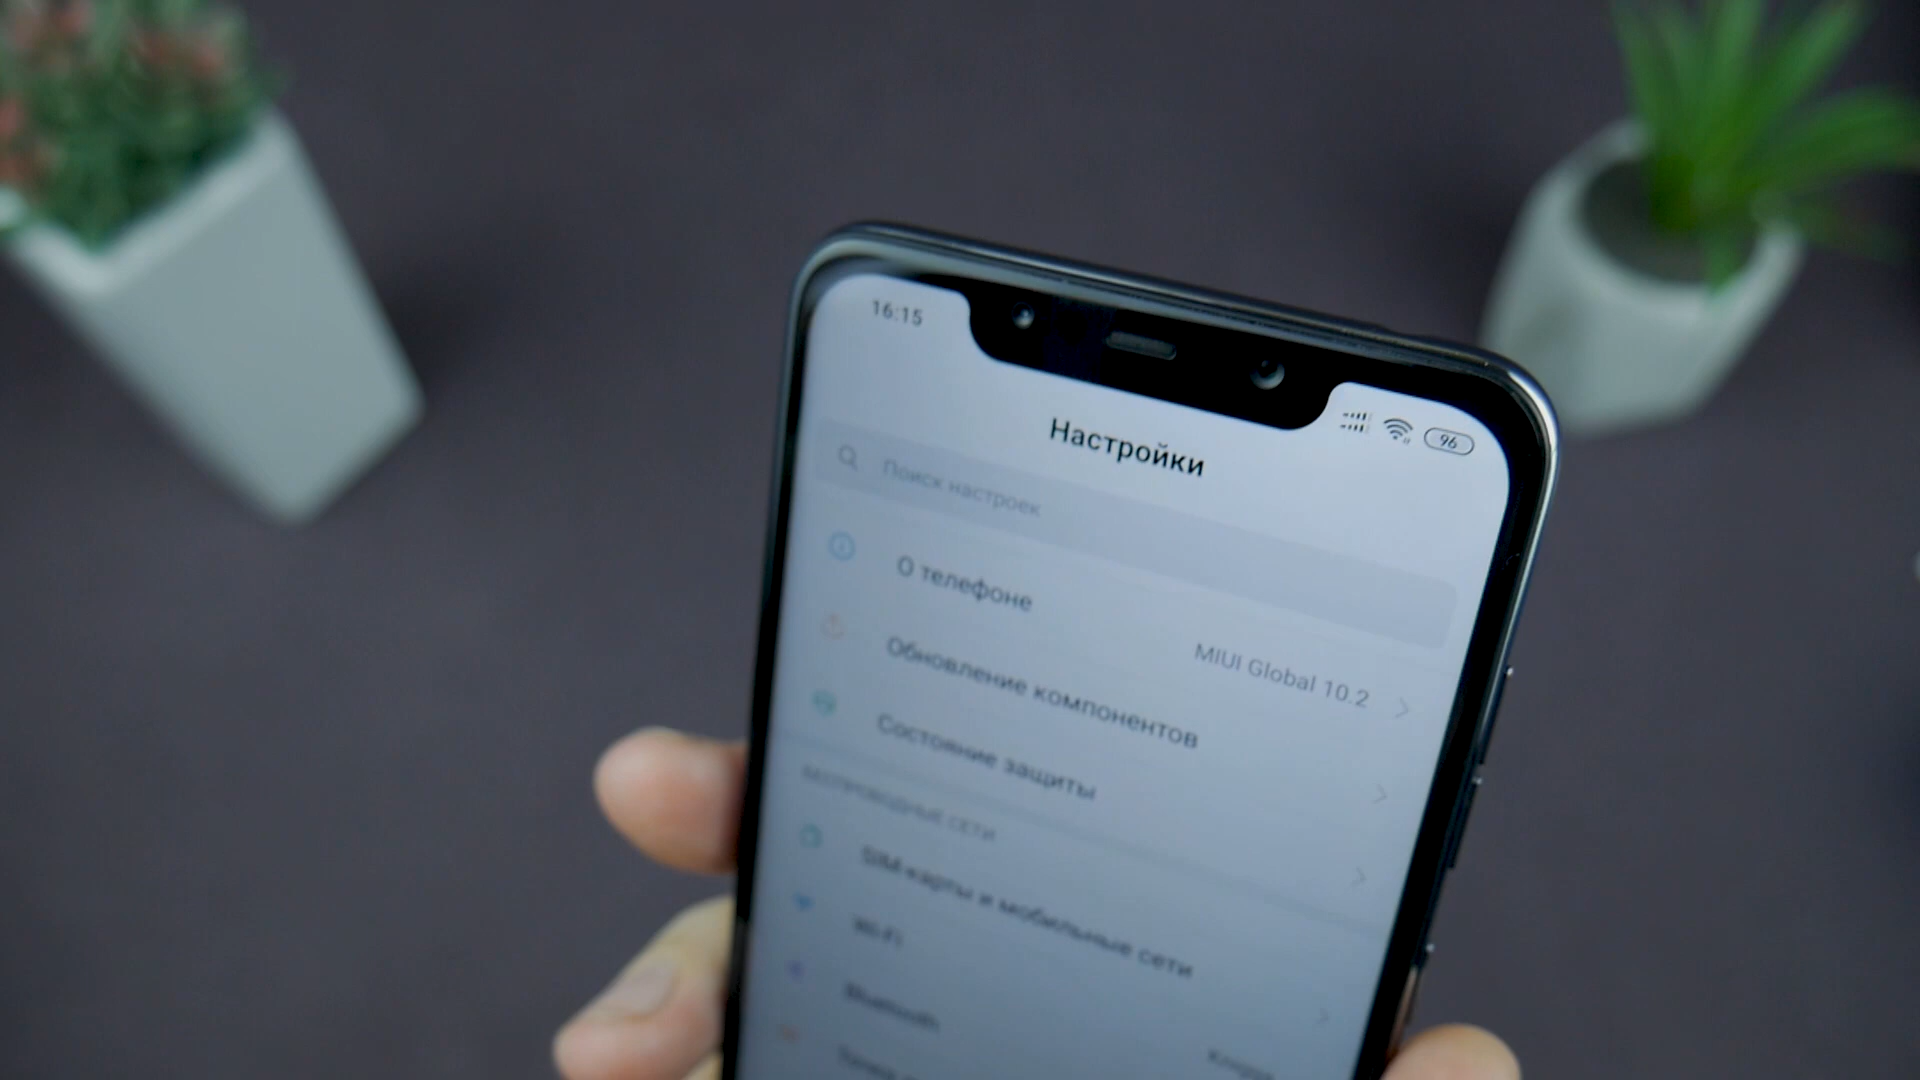 16:15
96
Настройки
Поиск настроек
О телефоне
MIUI Global 10.2
Обновление компонентов
Состояние защиты
БЕСПРОВОДНЫЕ СЕТИ
SIM-карты и мобильные сети
Wi-Fi
Bluetooth